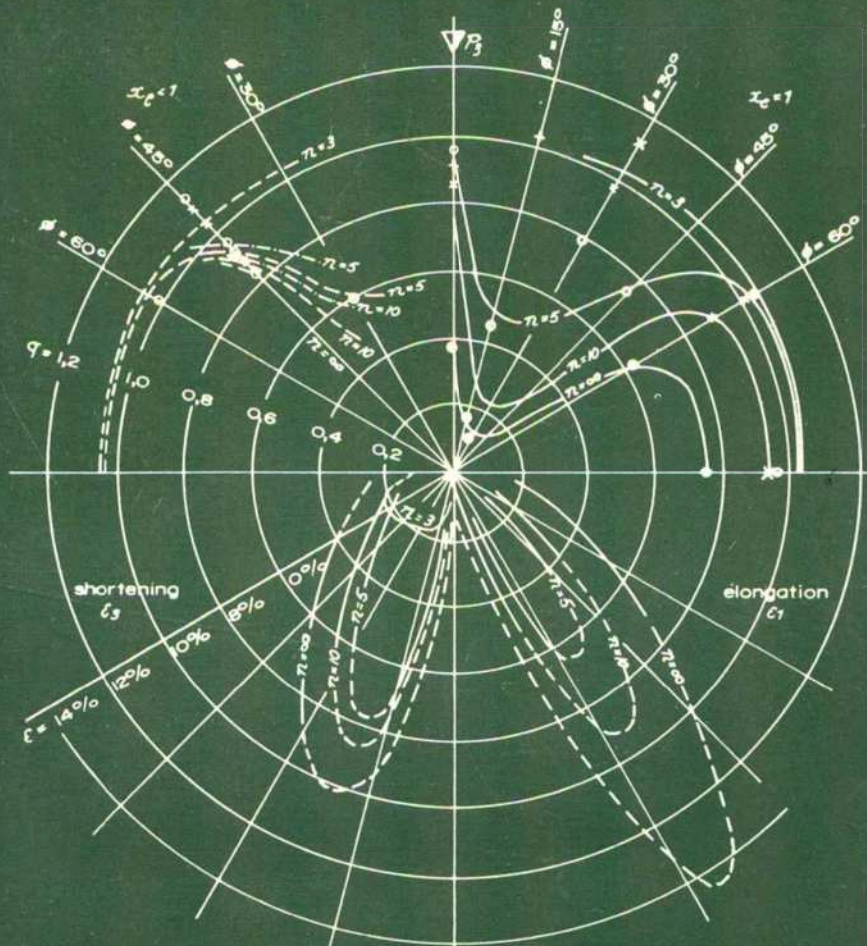 P₃
ϕ = 15°
ϕ = 30°
ϕ = 30°
x_e < 1
x_e = 1
ϕ = 45°
ϕ = 45°
n=3
n=3
ϕ = 60°
ϕ = 60°
n=5
n=5
n=10
n=10
n=∞
n=5
n=10
n=∞
q = 1,2
1,0
0,8
0,6
0,4
0,2
n=3
0%
8%
10%
12%
ε = 14%
shortening
ε₃
elongation
ε₁
n=5
n=10
n=∞
n=5
n=10
n=∞